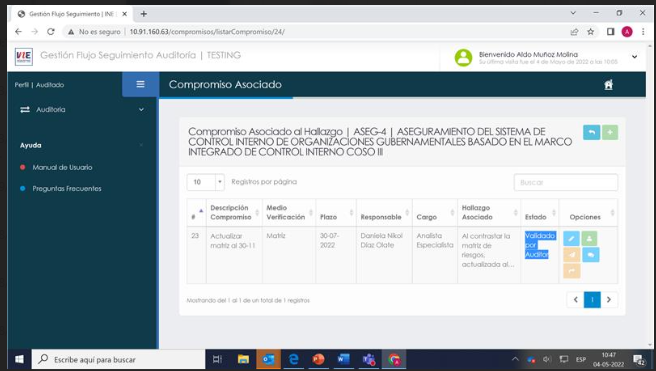 Gestión Flujo Seguimiento | INE
No es seguro | 10.91.160.63/compromisos/listarCompromiso/24/
Gestión Flujo Seguimiento Auditoría | TESTING
Bienvenido Aldo Muñoz Molina
Su última visita fue el 4 de Mayo de 2022 a las 10:05
Perfil | Auditado
Compromiso Asociado
Auditoria
Ayuda
Manual de Usuario
Preguntas Frecuentes
Compromiso Asociado al Hallazgo | ASEG-4 | ASEGURAMIENTO DEL SISTEMA DE
CONTROL INTERNO DE ORGANIZACIONES GUBERNAMENTALES BASADO EN EL MARCO
INTEGRADO DE CONTROL INTERNO COSO III
10 Registros por página
Buscar
# Descripción Compromiso Medio Verificación Plazo Responsable Cargo Hallazgo Asociado Estado Opciones
23 Actualizar matriz al 30-11 Matriz 30-07-2022 Daniela Nikol Díaz Olate Analista Especialista Al contrastar la matriz de riesgos, actualizada al... Validado por Auditor
Mostrando del 1 al 1 de un total de 1 registros
1
Escribe aquí para buscar
ESP
10:47
04-05-2022